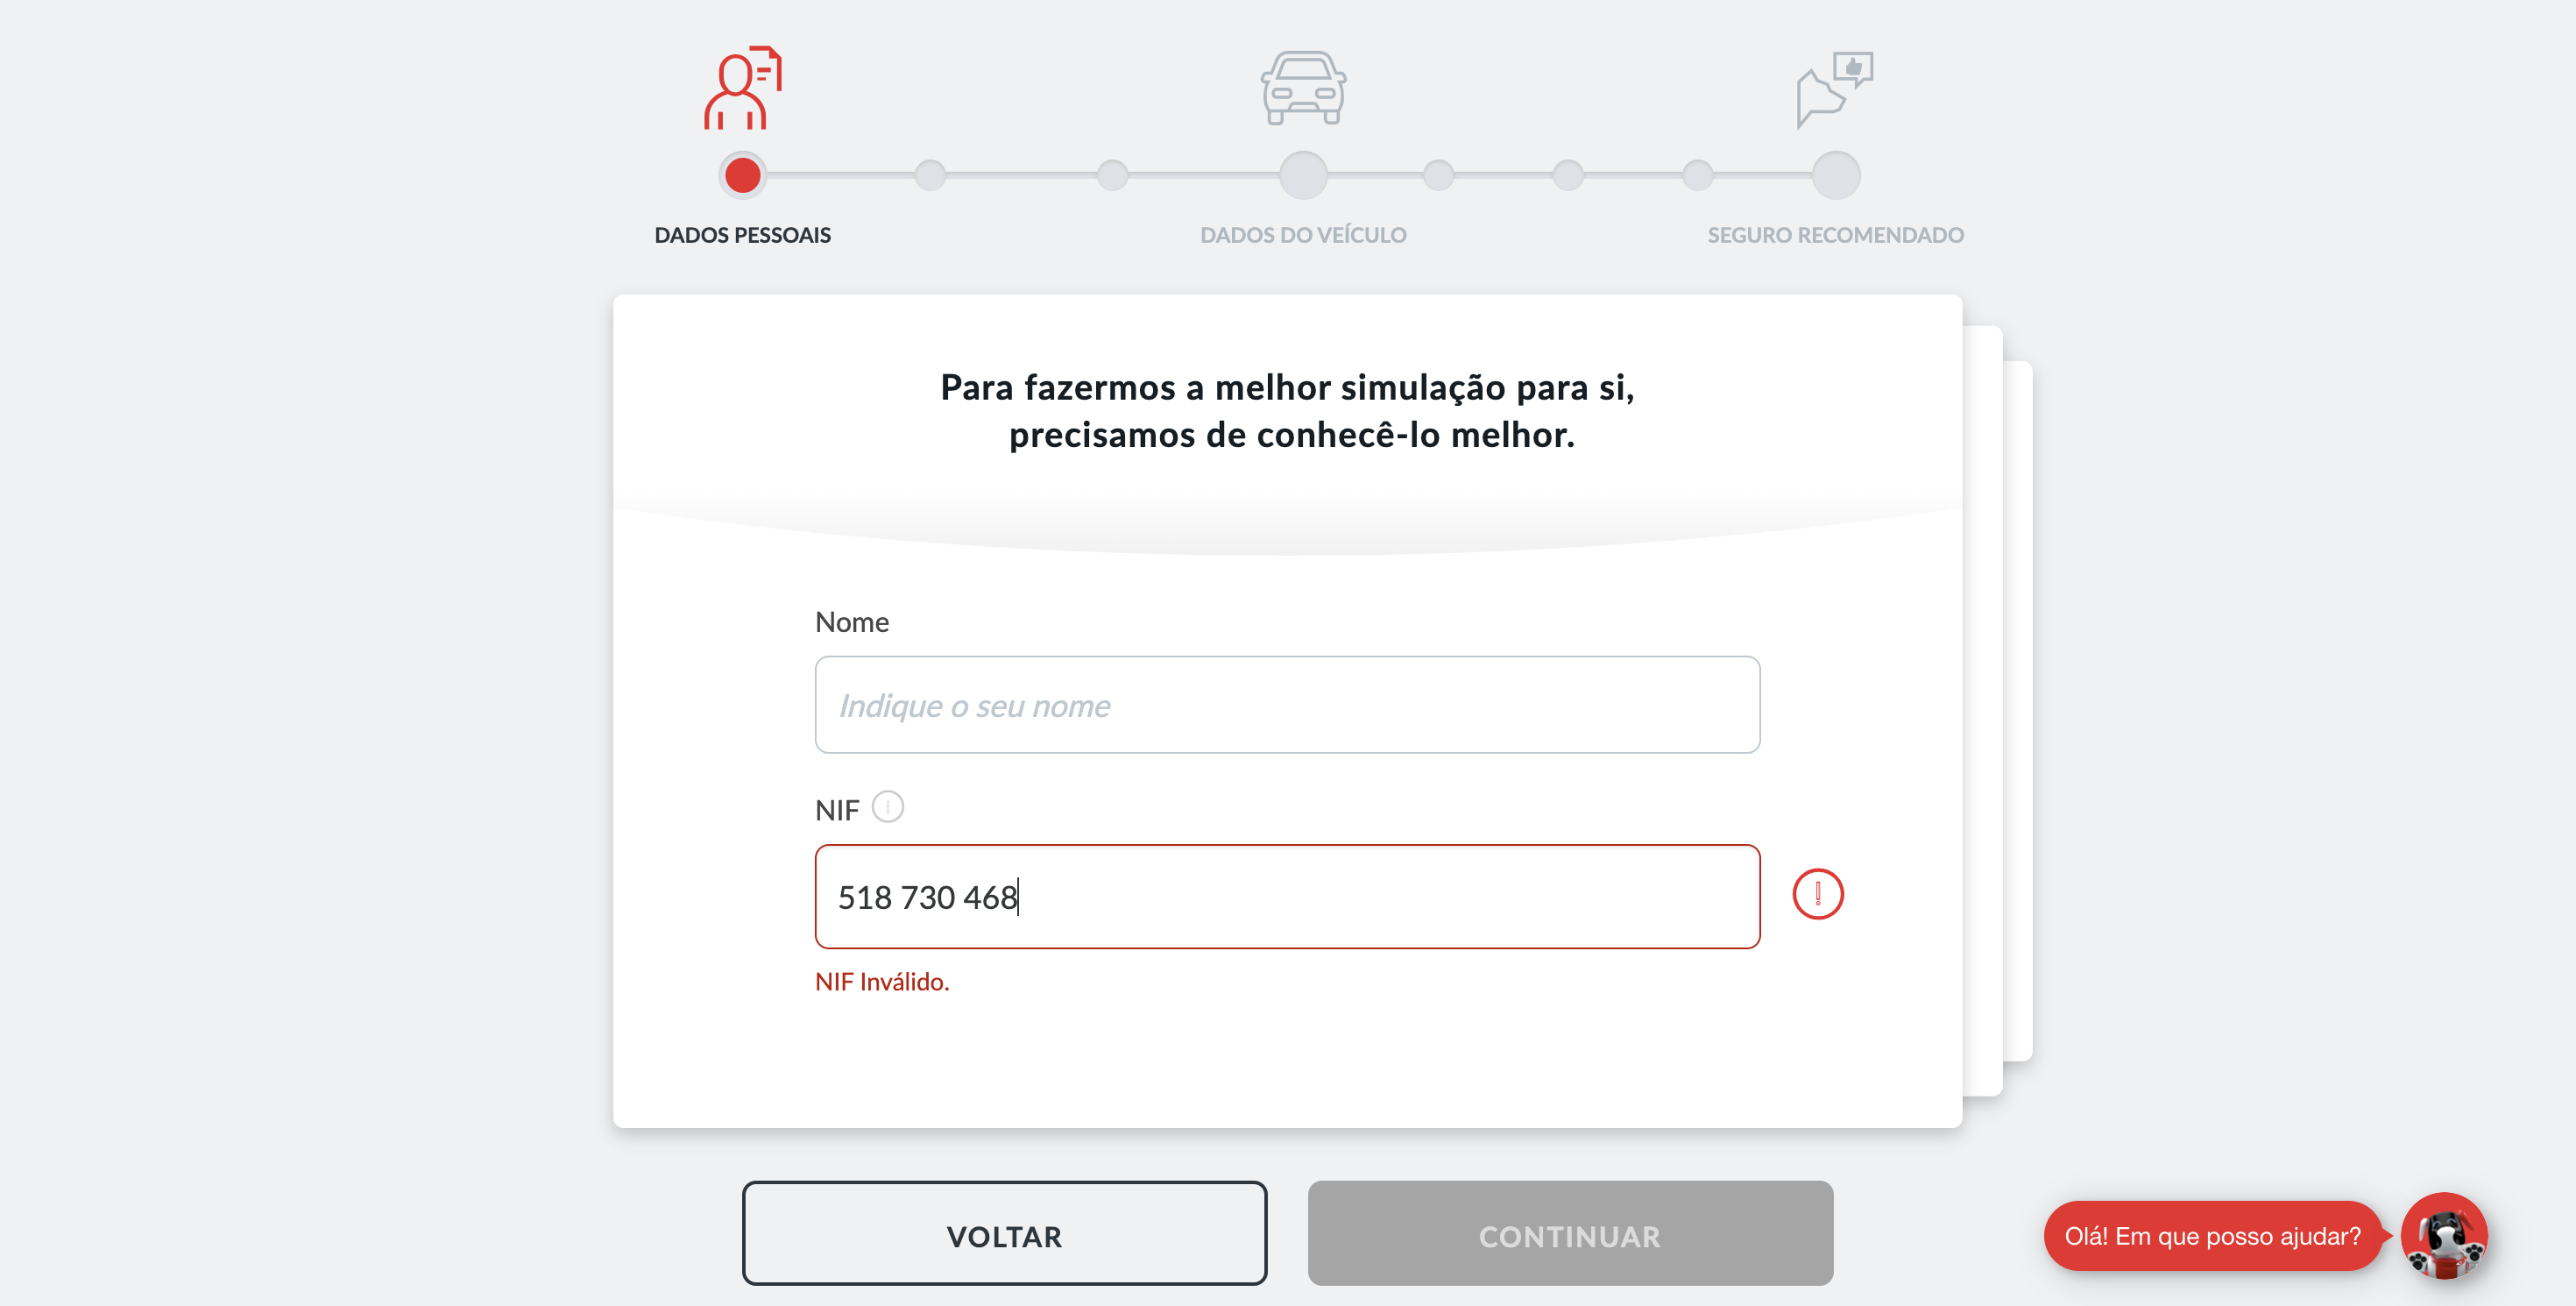 DADOS PESSOAIS
DADOS DO VEÍCULO
SEGURO RECOMENDADO
Para fazermos a melhor simulação para si,
precisamos de conhecê-lo melhor.
Nome
Indique o seu nome
NIF i
518 730 468
!
NIF Inválido.
VOLTAR
CONTINUAR
Olá! Em que posso ajudar?